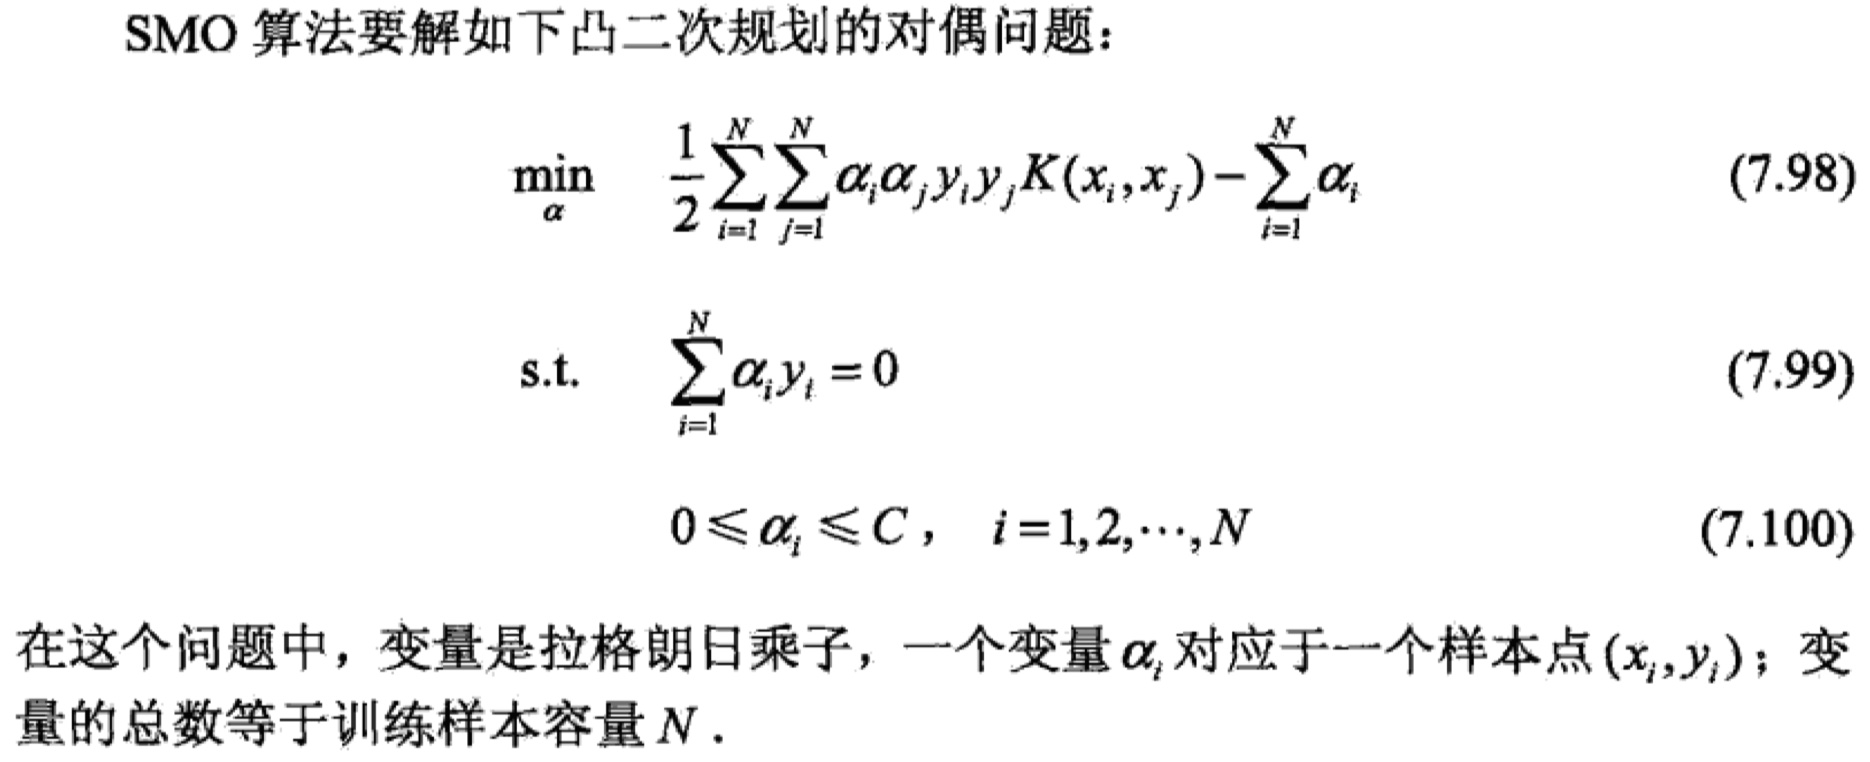 SMO 算法要解如下凸二次规划的对偶问题：
$\min_{\alpha} \quad \frac{1}{2}\sum_{i=1}^{N}\sum_{j=1}^{N}\alpha_i\alpha_j y_i y_j K(x_i,x_j)-\sum_{i=1}^{N}\alpha_i$ (7.98)
s.t. $\sum_{i=1}^{N}\alpha_i y_i=0$ (7.99)
$0\leqslant\alpha_i\leqslant C，\quad i=1,2,\cdots,N$ (7.100)
在这个问题中，变量是拉格朗日乘子，一个变量$\alpha_i$对应于一个样本点$(x_i,y_i)$；变
量的总数等于训练样本容量 N．